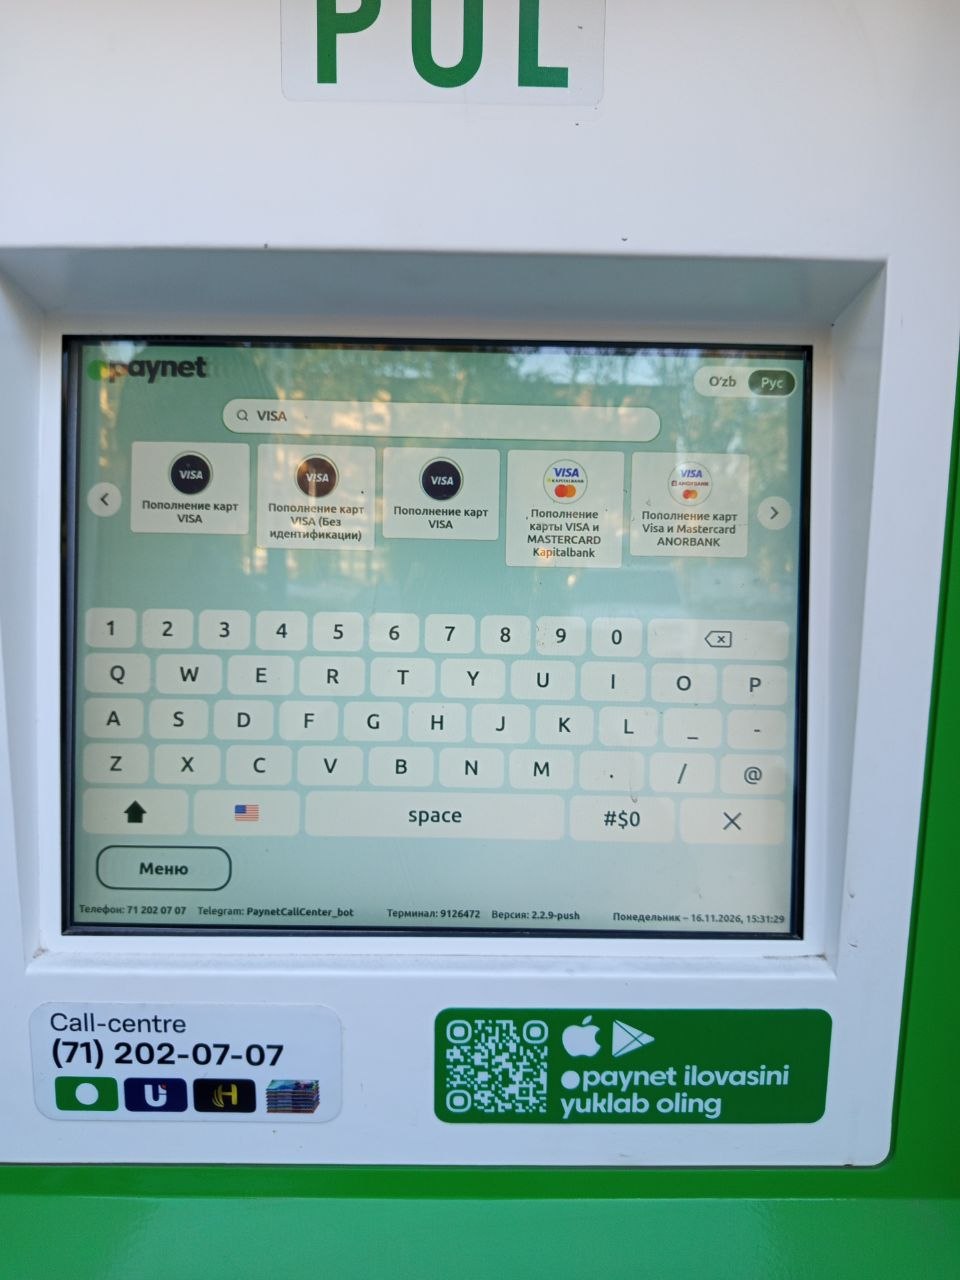 PUL
paynet
O'zb Рус
VISA
VISA
Пополнение карт
VISA
VISA
Пополнение карт
VISA (Без
идентификации)
VISA
Пополнение карт
VISA
VISA
KAPITALBANK
Пополнение
карты VISA и
MASTERCARD
Kapitalbank
VISA
ANORBANK
Пополнение карт
Visa и Mastercard
ANORBANK
1 2 3 4 5 6 7 8 9 0
Q W E R T Y U I O P
A S D F G H J K L _ -
Z X C V B N M . / @
space #$0
Меню
Телефон: 71 202 07 07 Telegram: PaynetCallCenter_bot Терминал: 9126472 Версия: 2.2.9-push Понедельник – 16.11.2026, 15:31:29
Call-centre
(71) 202-07-07
U H
paynet ilovasini
yuklab oling